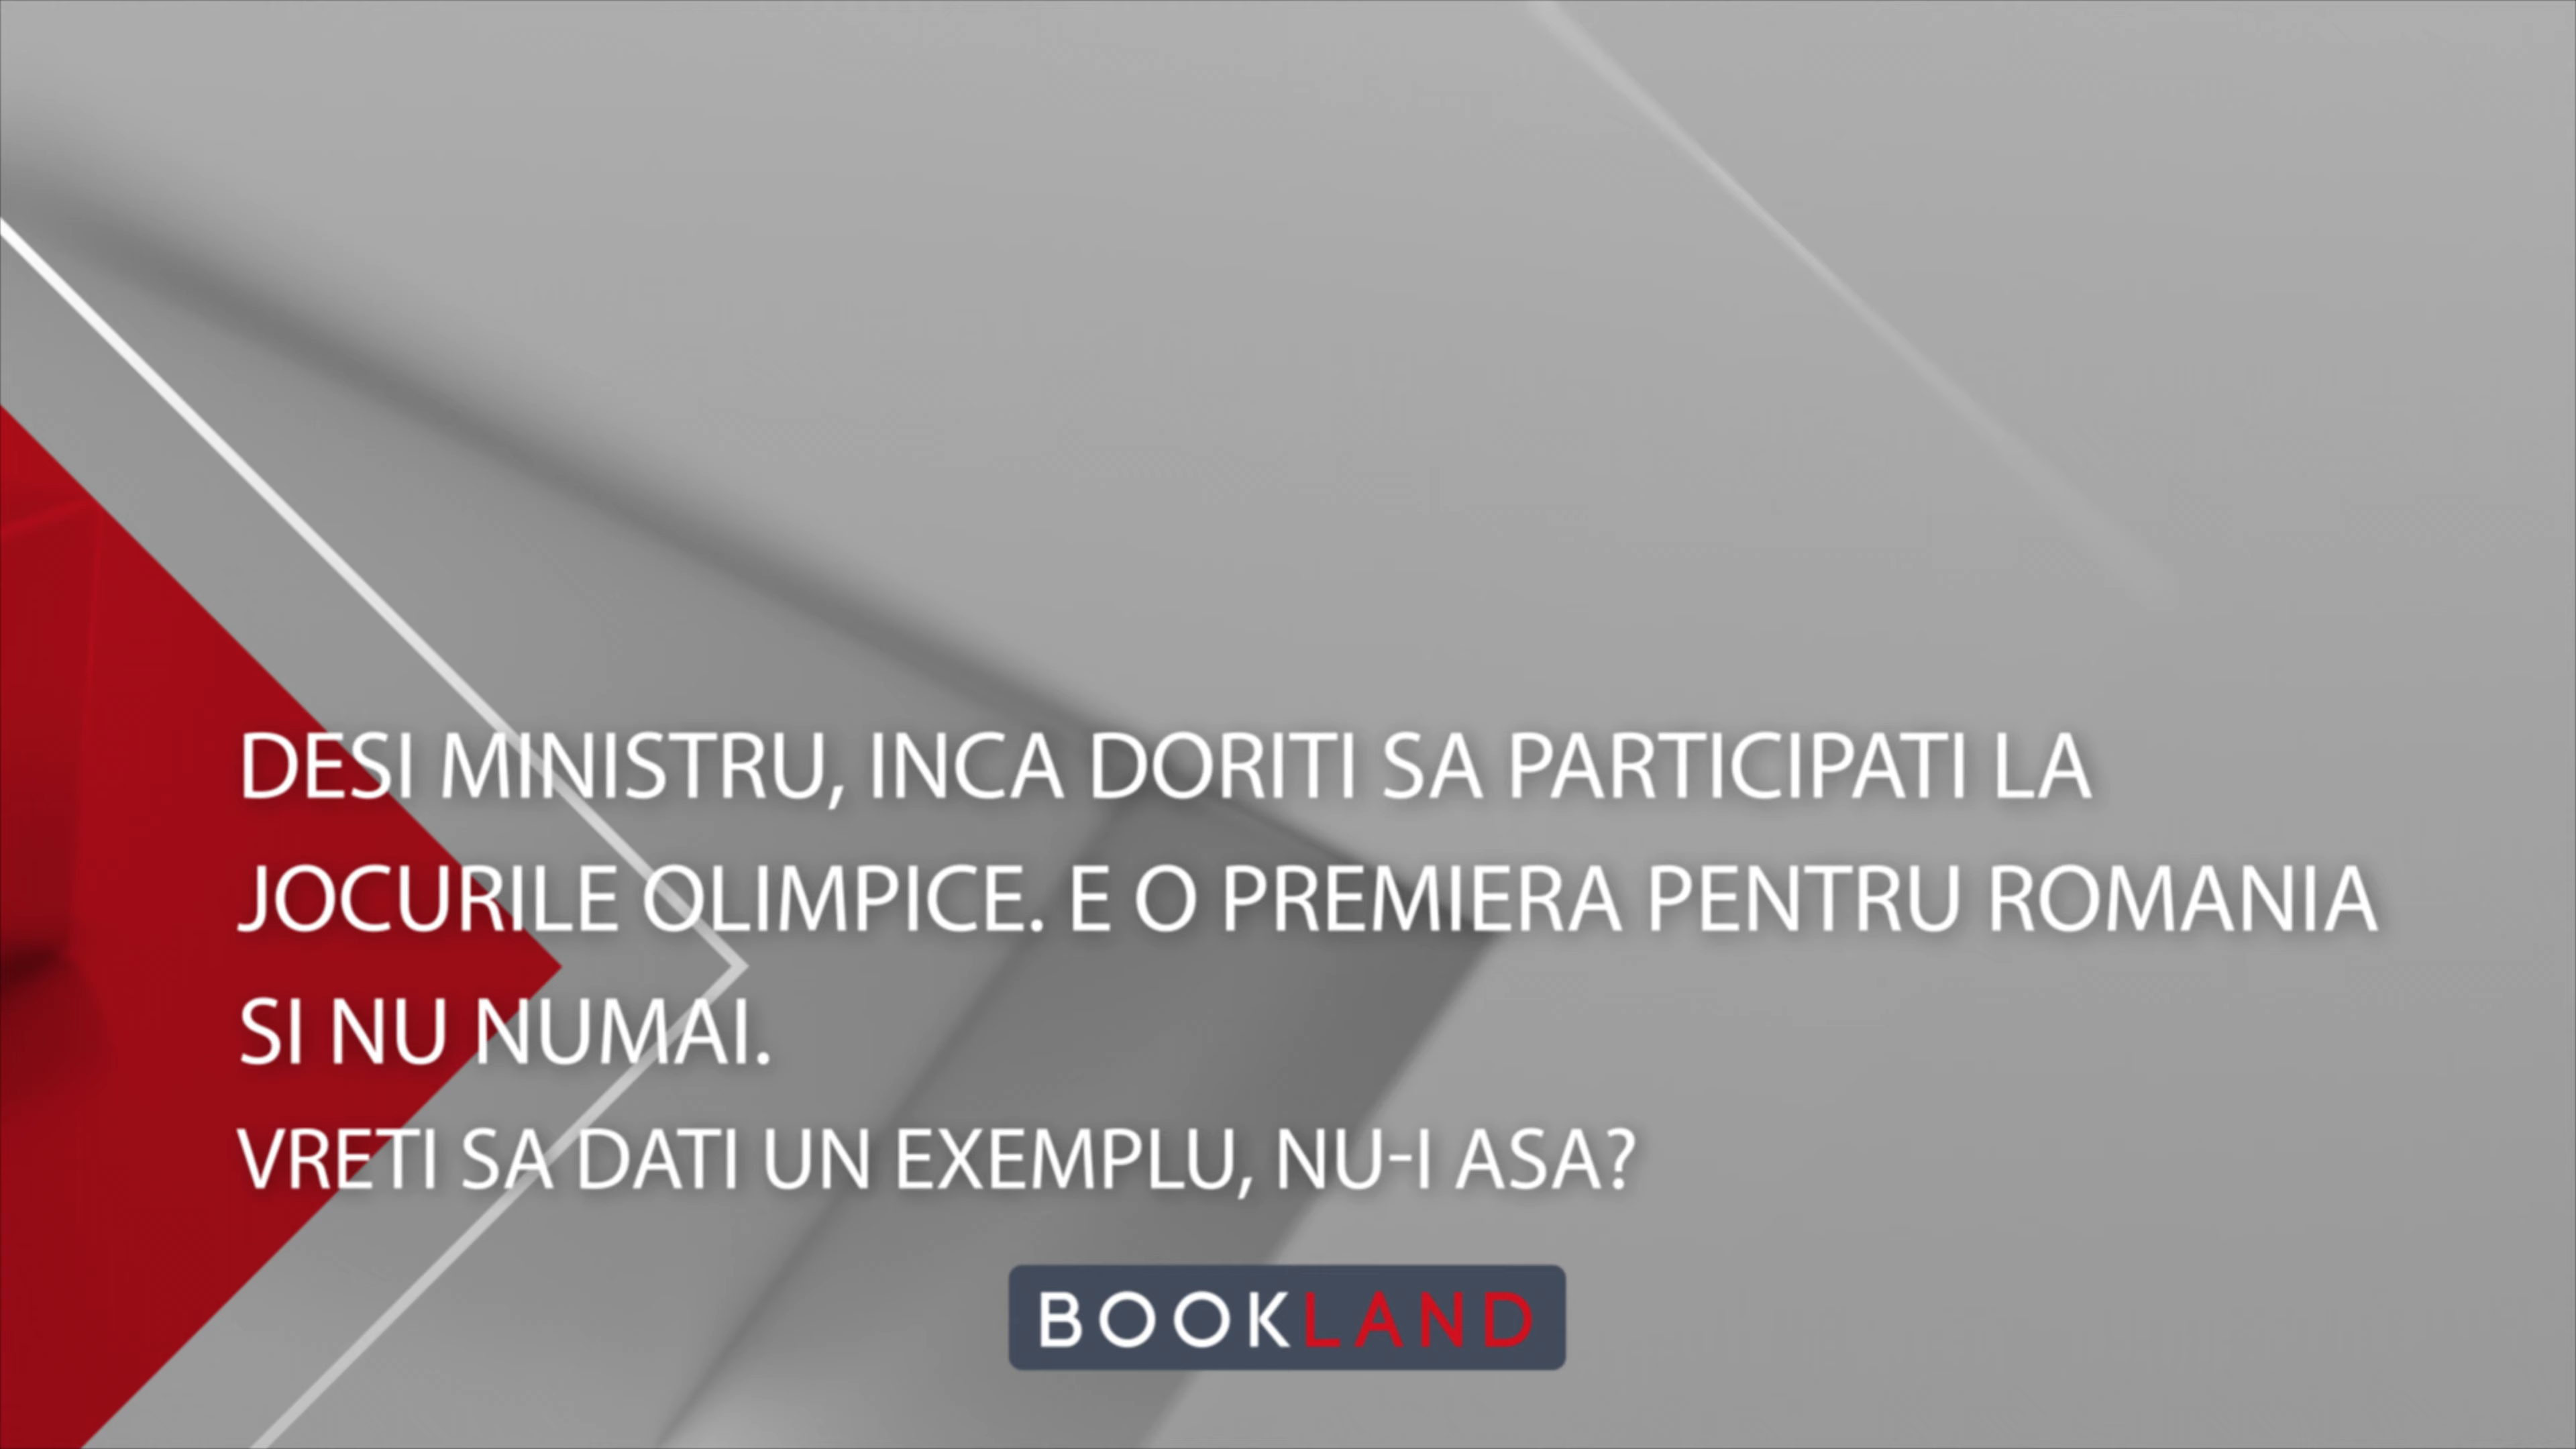 DESI MINISTRU, INCA DORITI SA PARTICIPATI LA
JOCURILE OLIMPICE. E O PREMIERA PENTRU ROMANIA
SI NU NUMAI.
VRETI SA DATI UN EXEMPLU, NU-I ASA?
BOOKLAND